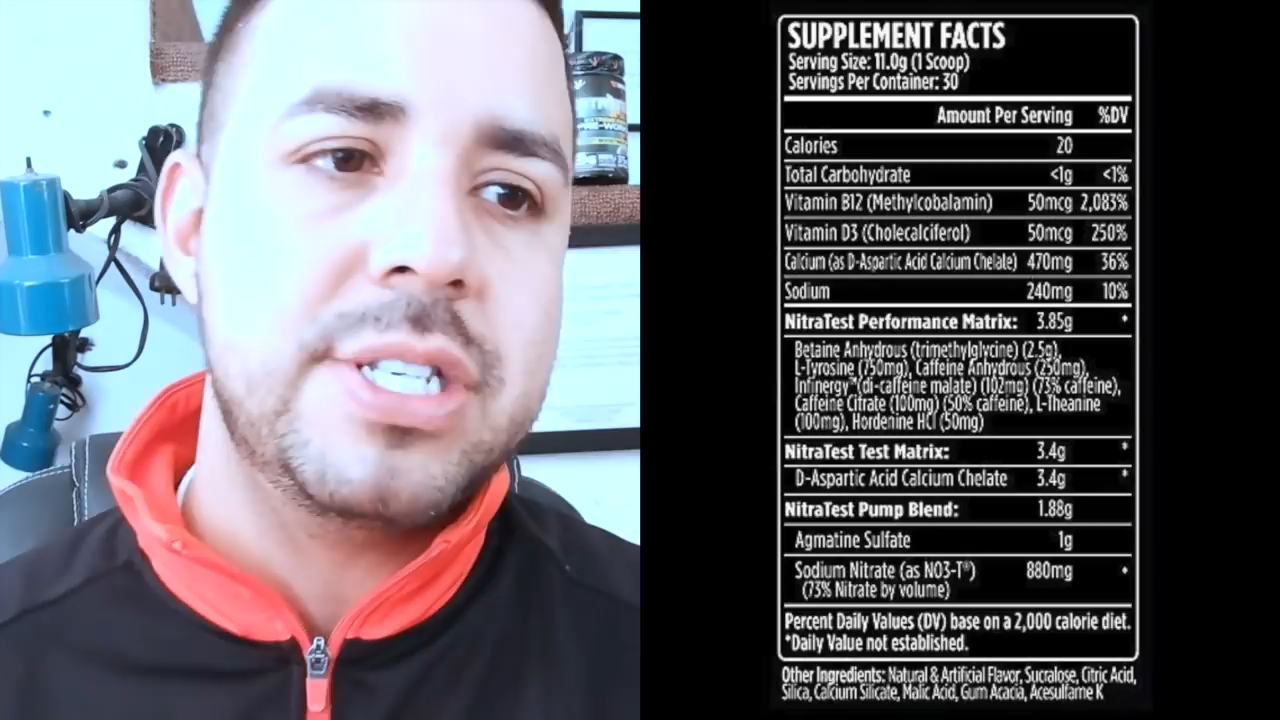 PRE-WORKOUT
SUPPLEMENT FACTS
Serving Size: 11.0g (1 Scoop)
Servings Per Container: 30
Amount Per Serving %DV
Calories 20
Total Carbohydrate <1g <1%
Vitamin B12 (Methylcobalamin) 50mcg 2,083%
Vitamin D3 (Cholecalciferol) 50mcg 250%
Calcium (as D-Aspartic Acid Calcium Chelate) 470mg 36%
Sodium 240mg 10%
NitraTest Performance Matrix: 3.85g *
Betaine Anhydrous (trimethylglycine) (2.5g),
L-Tyrosine (750mg), Caffeine Anhydrous (250mg),
Infinergy™(di-caffeine malate) (102mg) (73% caffeine),
Caffeine Citrate (100mg) (50% caffeine), L-Theanine
(100mg), Hordenine HCl (50mg)
NitraTest Test Matrix: 3.4g *
D-Aspartic Acid Calcium Chelate 3.4g *
NitraTest Pump Blend: 1.88g
Agmatine Sulfate 1g
Sodium Nitrate (as NO3-T®) 880mg *
(73% Nitrate by volume)
Percent Daily Values (DV) base on a 2,000 calorie diet.
*Daily Value not established.
Other Ingredients: Natural & Artificial Flavor, Sucralose, Citric Acid,
Silica, Calcium Silicate, Malic Acid, Gum Acacia, Acesulfame K